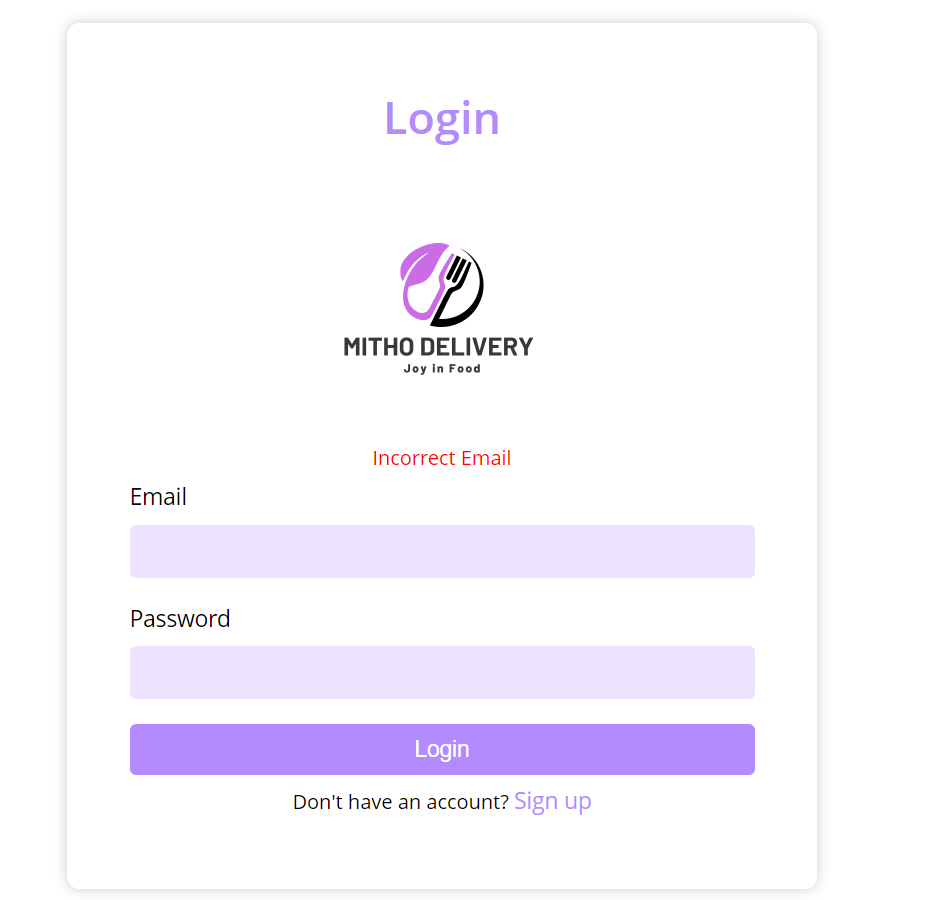 Login
MITHO DELIVERY
Joy in Food
Incorrect Email
Email
Password
Login
Don't have an account? Sign up